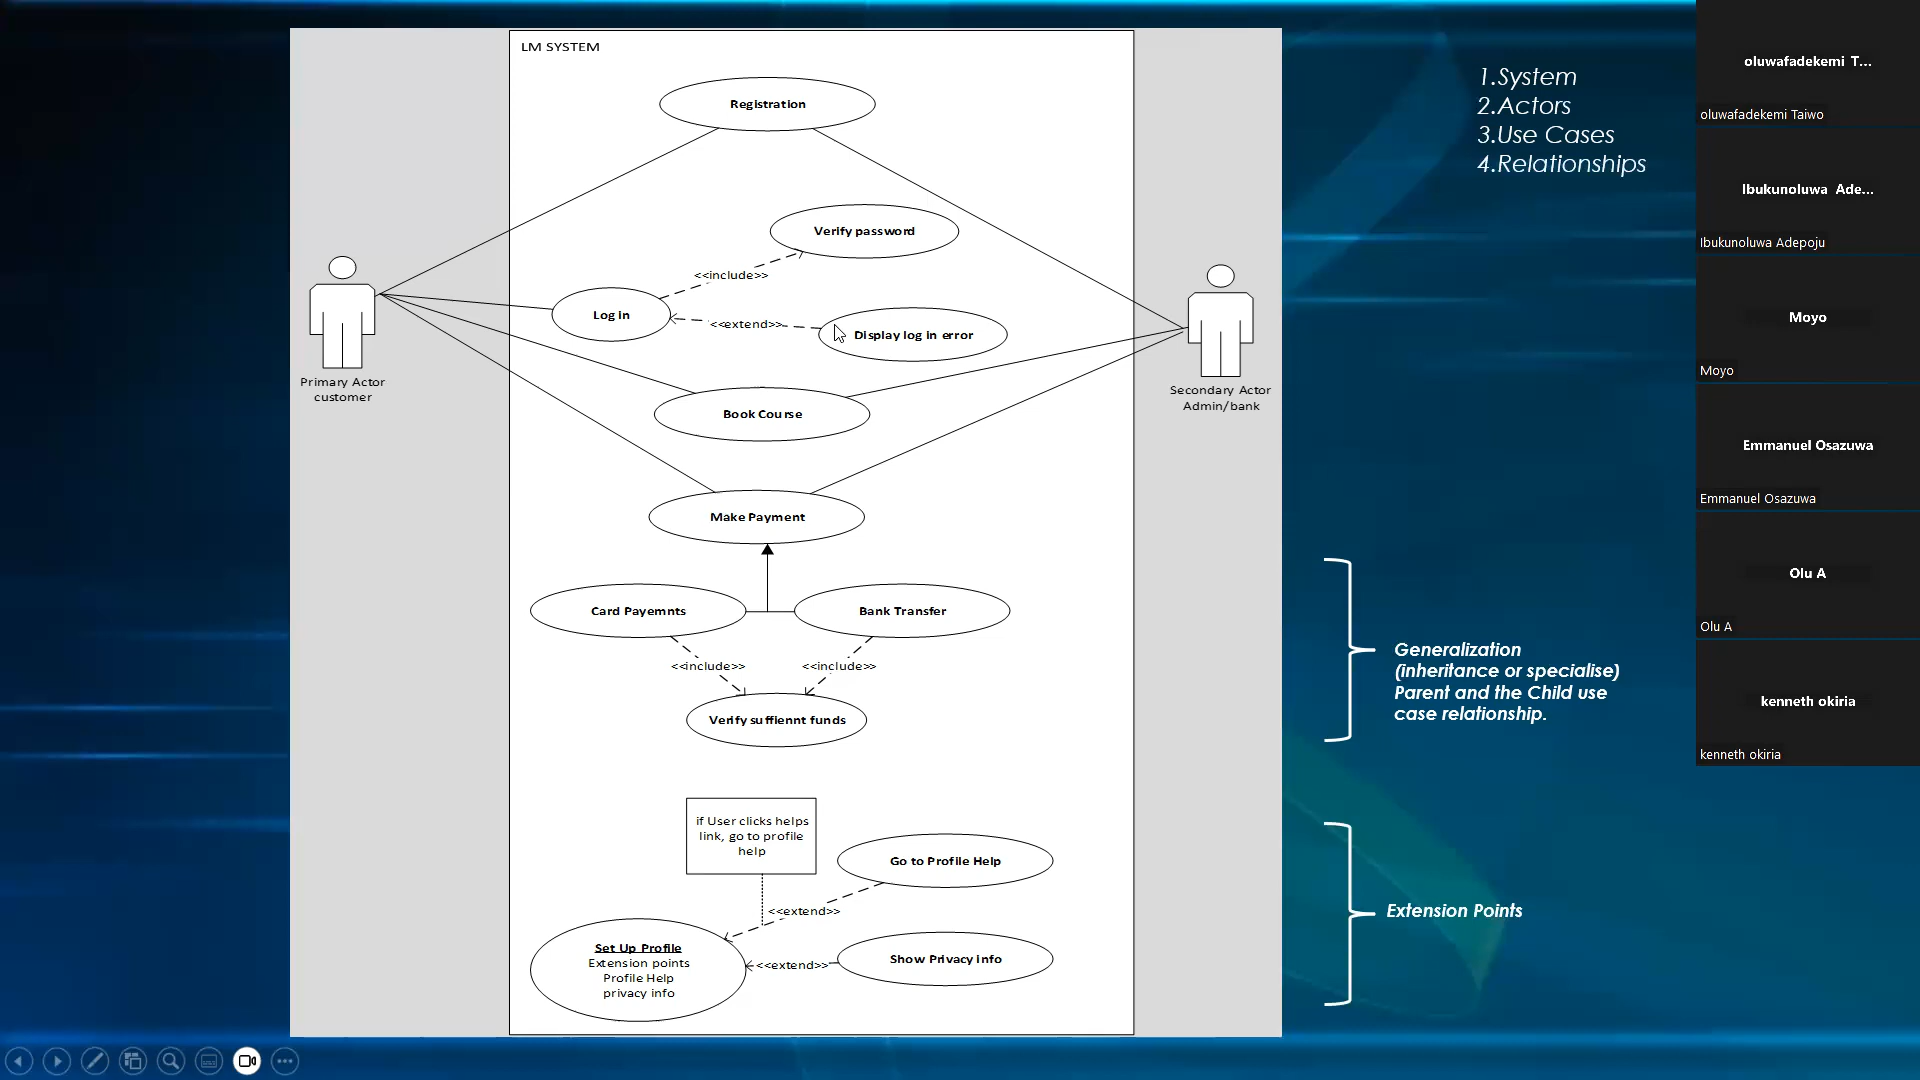 LM SYSTEM
Registration
Verify password
<<include>>
Log in
<<extend>>
Display log in error
Primary Actor
customer
Secondary Actor
Admin/bank
Book Course
Make Payment
Card Payemnts
Bank Transfer
<<include>>
<<include>>
Verify suffiennt funds
if User clicks helps
link, go to profile
help
Go to Profile Help
<<extend>>
Set Up Profile
Extension points
Profile Help
privacy info
<<extend>>
Show Privacy info
1.System
2.Actors
3.Use Cases
4.Relationships
Generalization
(inheritance or specialise)
Parent and the Child use
case relationship.
Extension Points
oluwafadekemi T...
oluwafadekemi Taiwo
Ibukunoluwa Ade...
Ibukunoluwa Adepoju
Moyo
Moyo
Emmanuel Osazuwa
Emmanuel Osazuwa
Olu A
Olu A
kenneth okiria
kenneth okiria